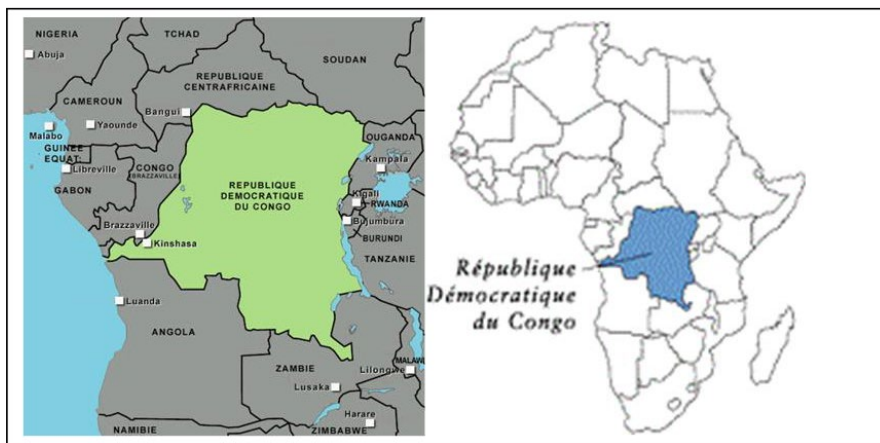 NIGERIA
Abuja
TCHAD
SOUDAN
REPUBLIQUE
CENTRAFRICAINE
CAMEROUN
Yaounde
Bangui
Malabo
GUINEE
EQUAT.
Libreville
GABON
CONGO
(BRAZZAVILLE)
OUGANDA
Kampala
REPUBLIQUE
DEMOCRATIQUE
DU CONGO
Kigali
RWANDA
Bujumbura
BURUNDI
TANZANIE
Brazzaville
Kinshasa
Luanda
ANGOLA
ZAMBIE
MALAWI
Lilongwe
Lusaka
Harare
NAMIBIE
ZIMBABWE
République
Démocratique
du Congo